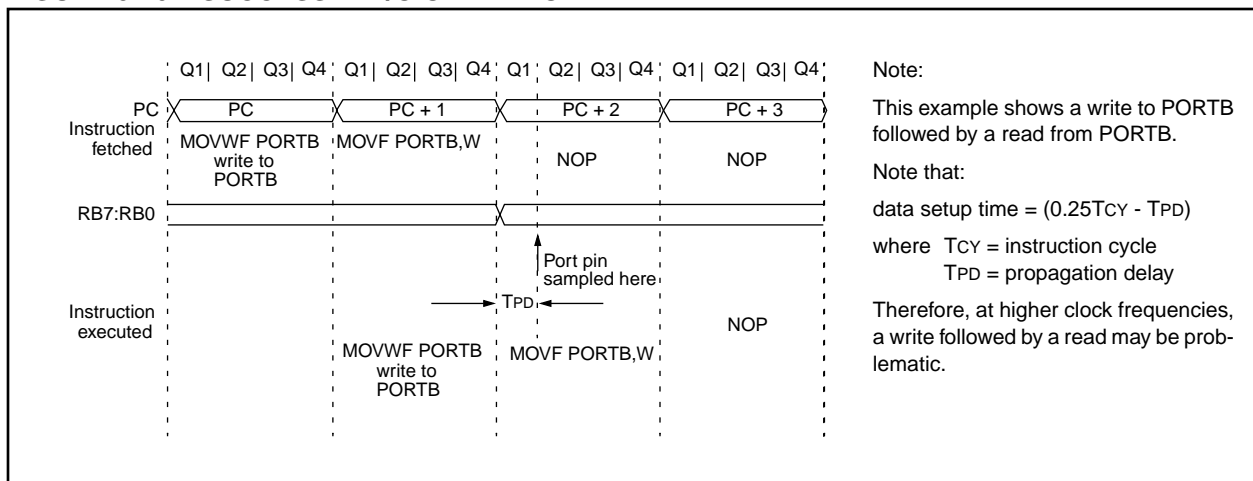 Q1| Q2| Q3| Q4 Q1| Q2| Q3| Q4 Q1 Q2| Q3| Q4 Q1| Q2| Q3| Q4
PC PC PC + 1 PC + 2 PC + 3
Instruction
fetched
MOVWF PORTB
write to
PORTB
MOVF PORTB,W
NOP
NOP
RB7:RB0
Port pin
sampled here
TPD
Instruction
executed
MOVWF PORTB
write to
PORTB
MOVF PORTB,W
NOP
Note:
This example shows a write to PORTB
followed by a read from PORTB.
Note that:
data setup time = (0.25TCY - TPD)
where TCY = instruction cycle
TPD = propagation delay
Therefore, at higher clock frequencies,
a write followed by a read may be prob-
lematic.